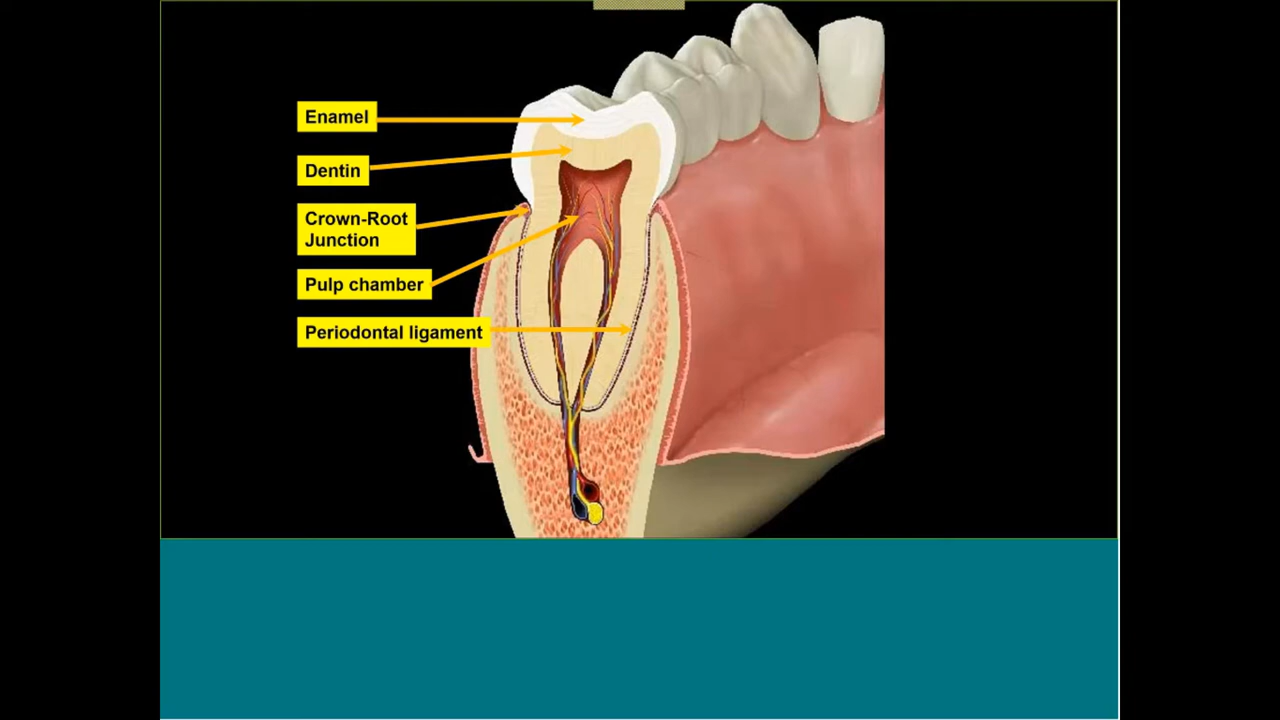 Enamel
Dentin
Crown-Root
Junction
Pulp chamber
Periodontal ligament